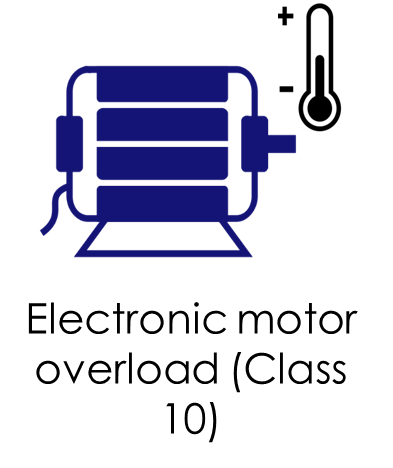 +
-
Electronic motor
overload (Class
10)